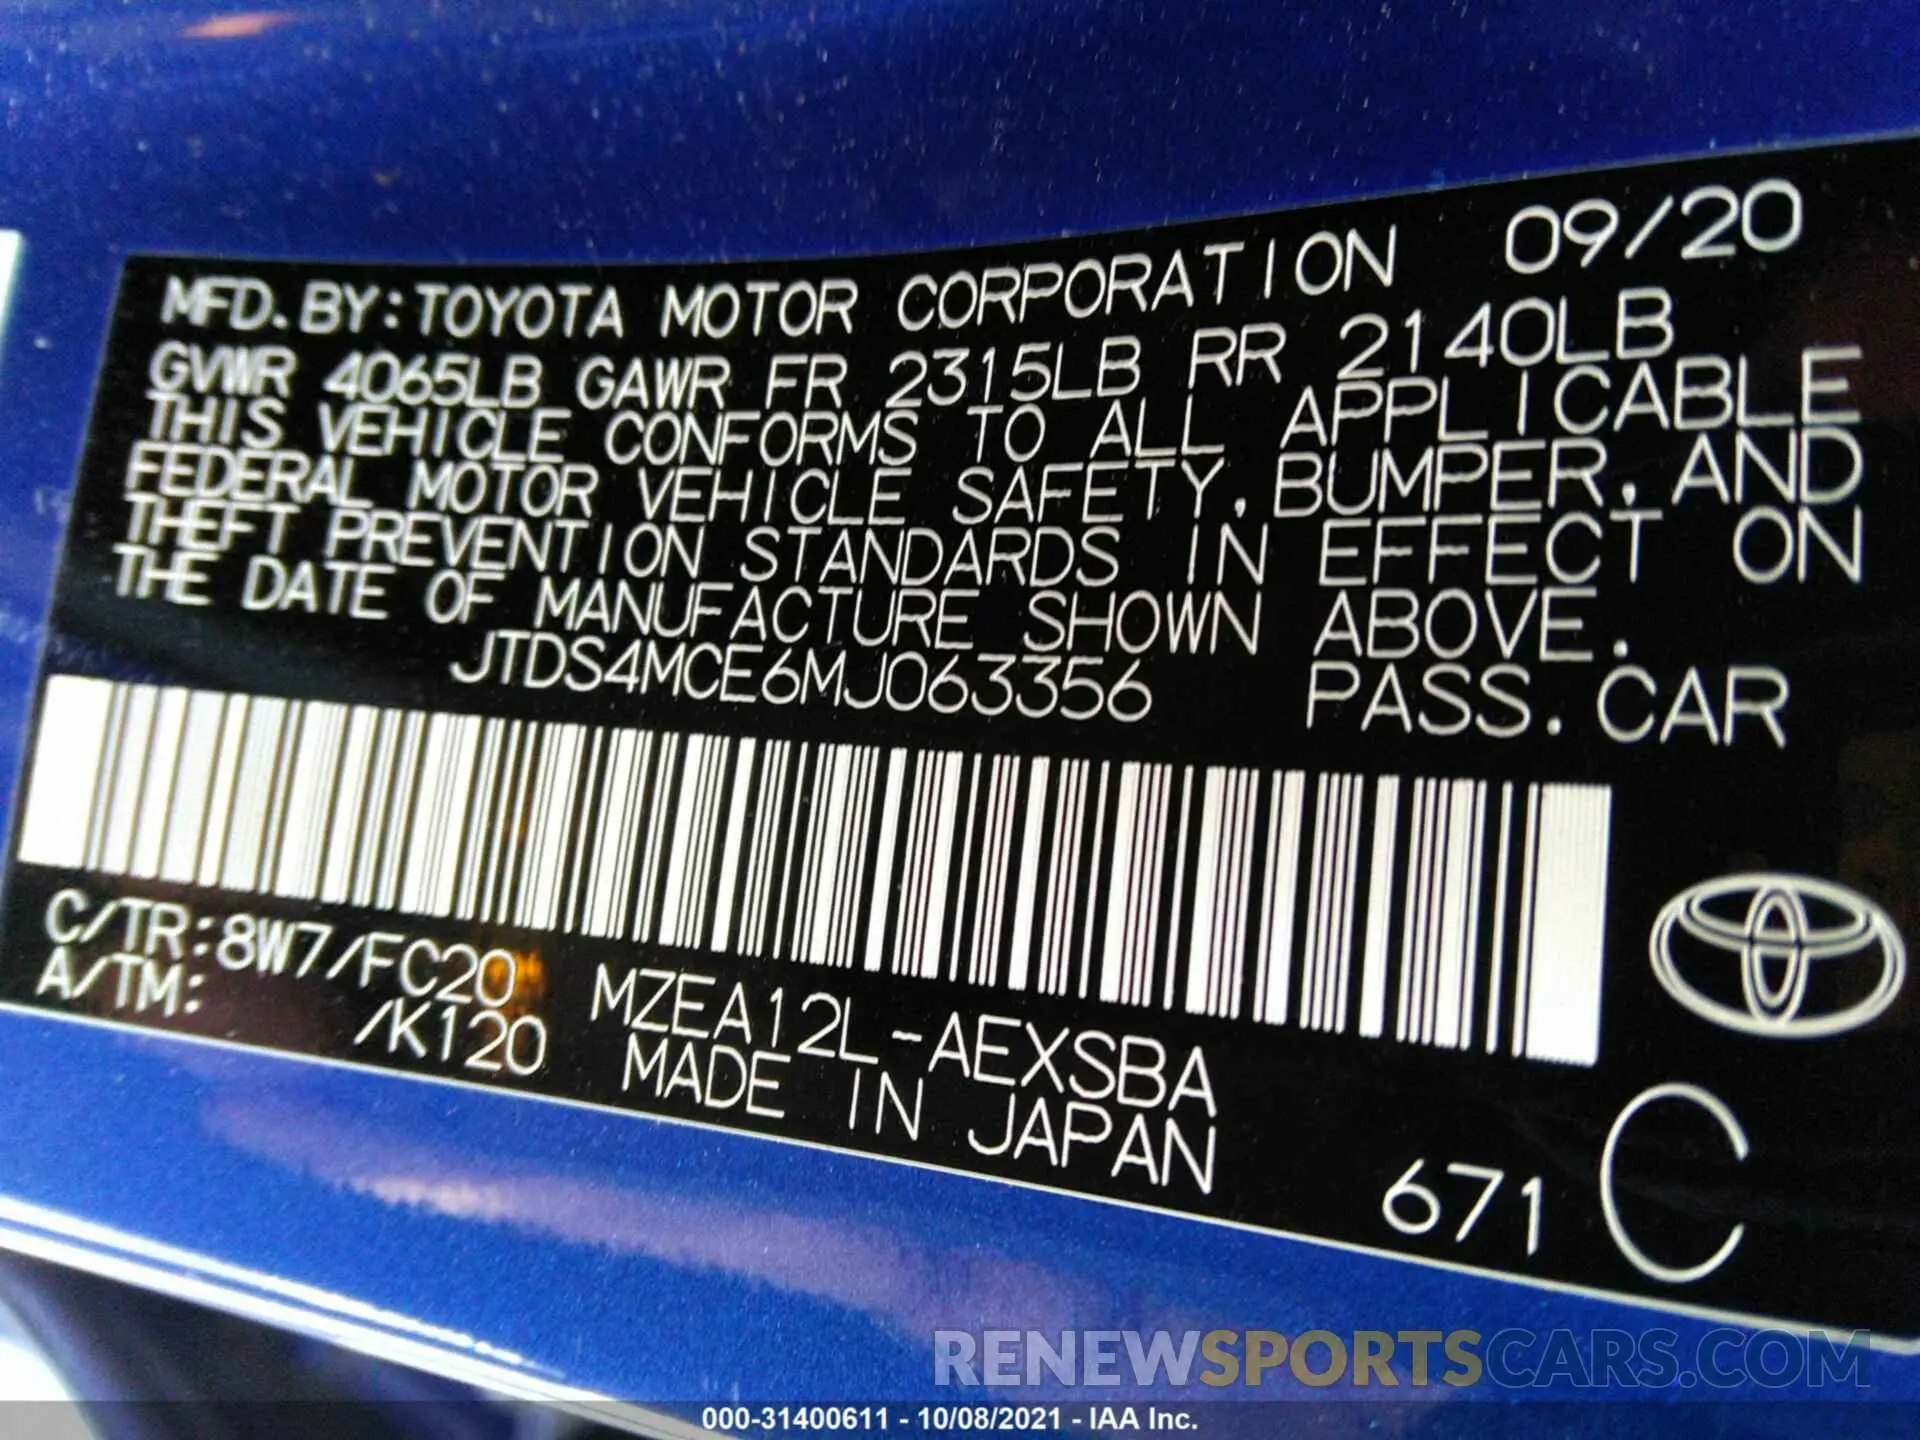 MFD. BY: TOYOTA MOTOR CORPORATION 09/20
GVWR 4065LB GAWR FR 2315LB RR 2140LB
THIS VEHICLE CONFORMS TO ALL APPLICABLE
FEDERAL MOTOR VEHICLE SAFETY, BUMPER, AND
THEFT PREVENTION STANDARDS IN EFFECT ON
THE DATE OF MANUFACTURE SHOWN ABOVE.
JTDS4MCE6MJ063356 PASS. CAR
C/TR: 8W7/FC20 MZEA12L-AEXSBA
A/TM: /K120 MADE IN JAPAN
671 C
RENEWSPORTSCARS.COM
000-31400611 - 10/08/2021 - IAA Inc.